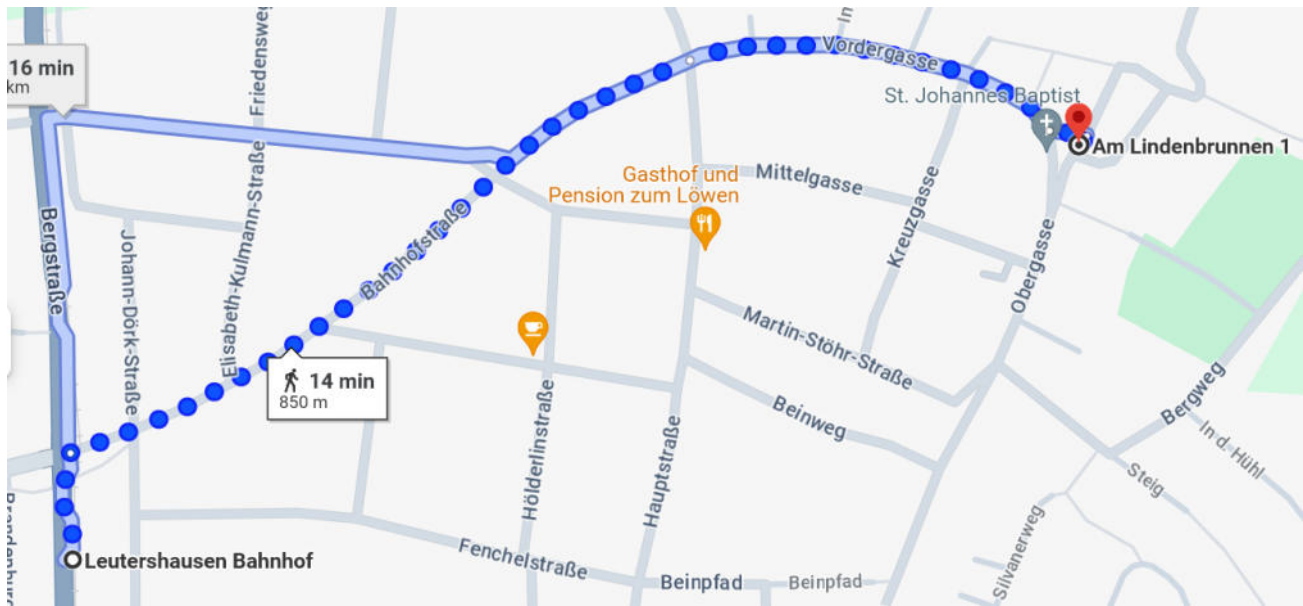 In
Friedensweg
16 min
km
Vordergasse
St. Johannes Baptist
Am Lindenbrunnen 1
Gasthof und
Pension zum Löwen
Mittelgasse
Kreuzgasse
Bergstraße
Johann-Dörk-Straße
Elisabeth-Kulmann-Straße
Bahnhofstraße
Obergasse
Martin-Stöhr-Straße
14 min
850 m
Beinweg
Bergweg
In d. Hühl
Steig
Hölderlinstraße
Hauptstraße
Silvanerweg
Leutershausen Bahnhof
Fenchelstraße
Beinpfad
Beinpfad